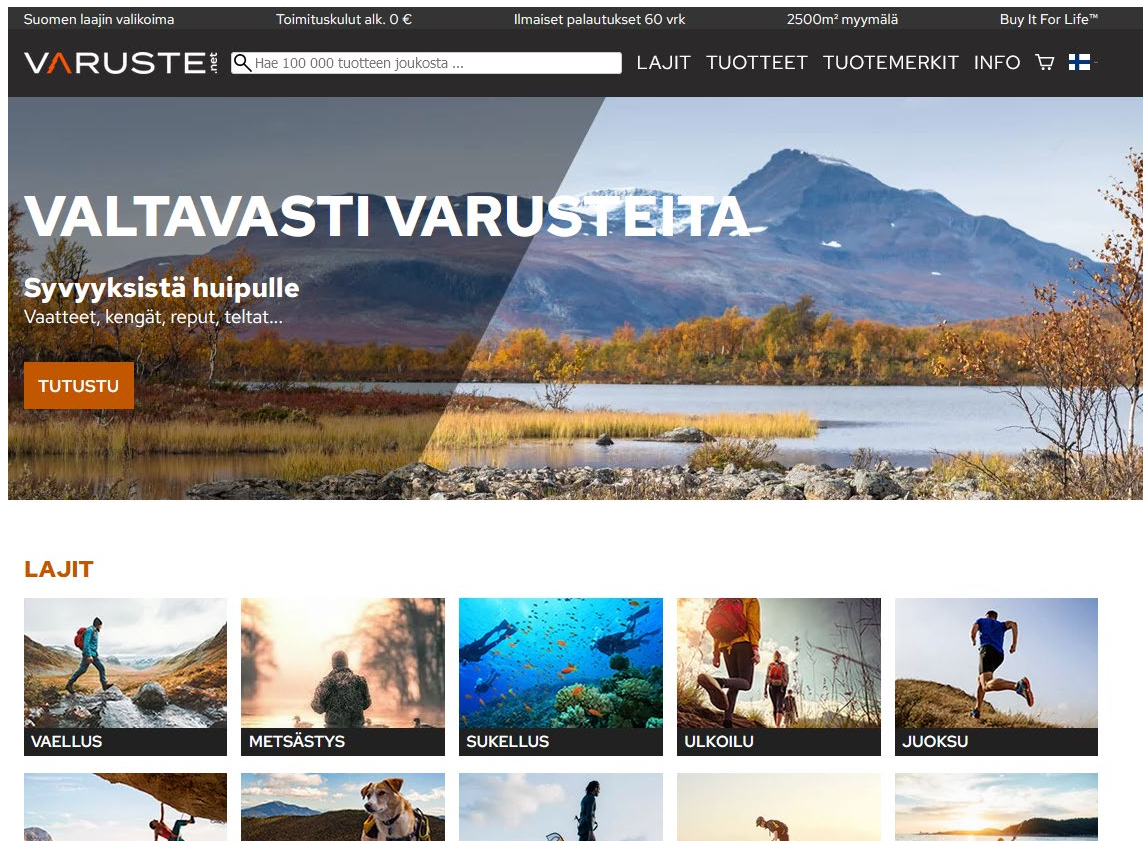 Suomen laajin valikoima
Toimituskulut alk. 0 €
Ilmaiset palautukset 60 vrk
2500m² myymälä
Buy It For Life™
VARUSTE.net
Hae 100 000 tuotteen joukosta ...
LAJIT
TUOTTEET
TUOTEMERKIT
INFO
VALTAVASTI VARUSTEITA
Syvyyksistä huipulle
Vaatteet, kengät, reput, teltat...
TUTUSTU
LAJIT
VAELLUS
METSÄSTYS
SUKELLUS
ULKOILU
JUOKSU